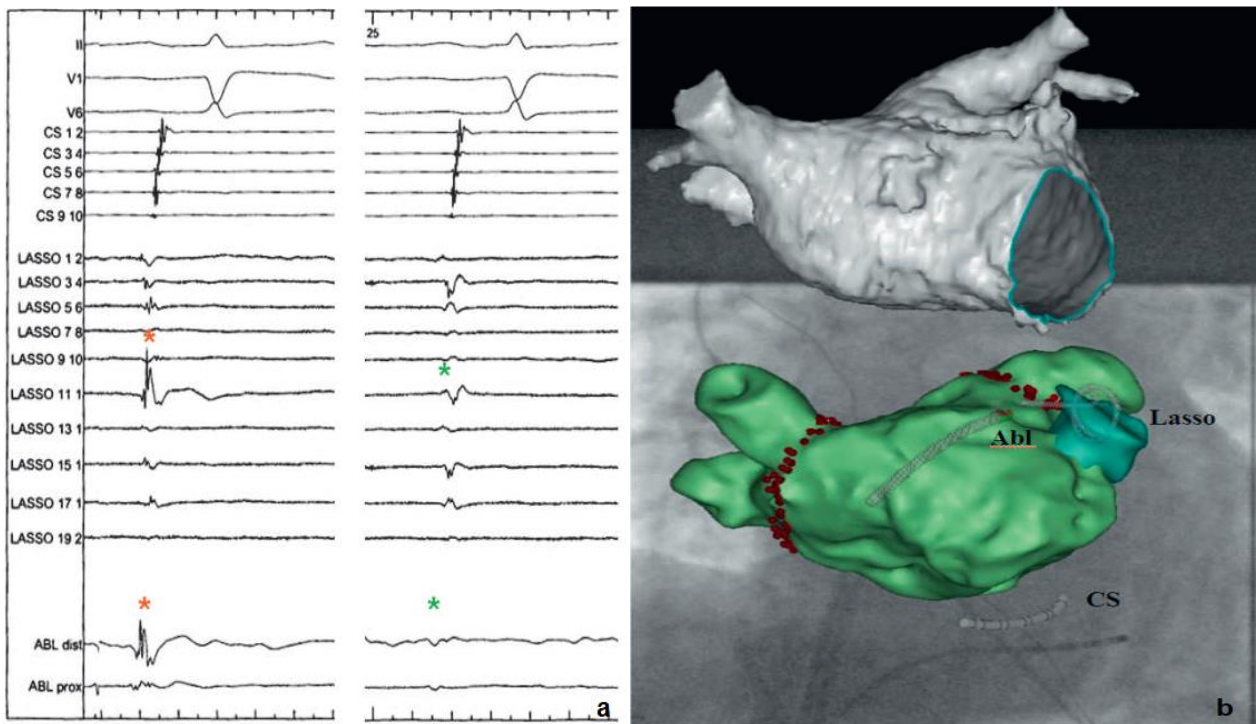 25
II
V1
V6
CS 1 2
CS 3 4
CS 5 6
CS 7 8
CS 9 10
LASSO 1 2
LASSO 3 4
LASSO 5 6
LASSO 7 8
*
LASSO 9 10
*
LASSO 11 1
LASSO 13 1
LASSO 15 1
LASSO 17 1
LASSO 19 2
* *
ABL dist
ABL prox
a
Lasso
Abl
CS
b